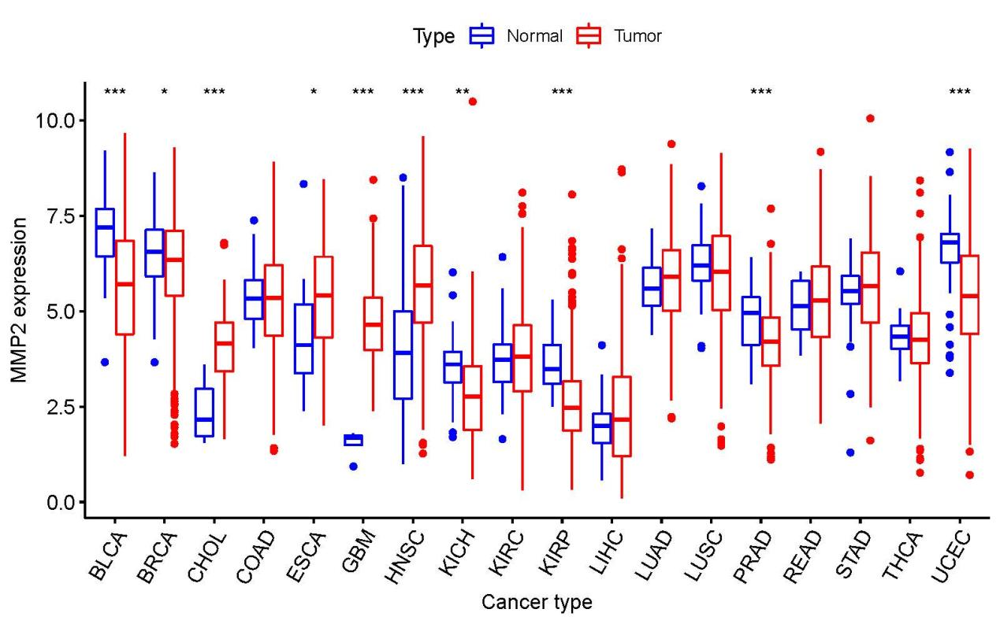 Type Normal Tumor
*** * *** * *** *** ** *** *** ***
MMP2 expression
10.0
7.5
5.0
2.5
0.0
BLCA BRCA CHOL COAD ESCA GBM HNSC KICH KIRC KIRP LIHC LUAD LUSC PRAD READ STAD THCA UCEC
Cancer type